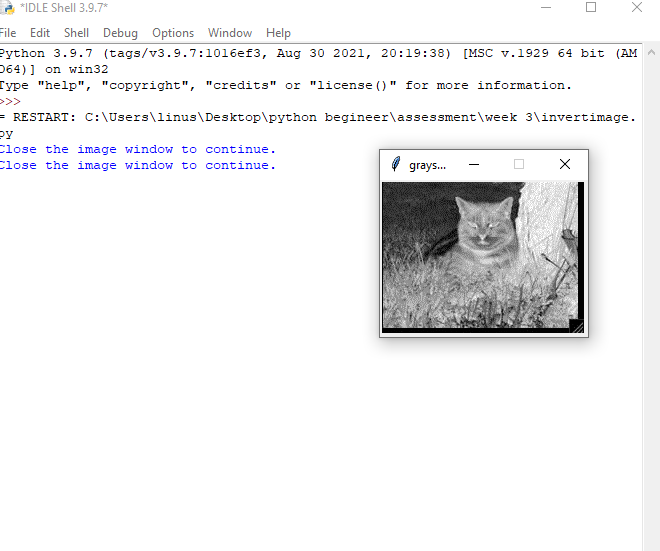 *IDLE Shell 3.9.7*
File Edit Shell Debug Options Window Help
Python 3.9.7 (tags/v3.9.7:1016ef3, Aug 30 2021, 20:19:38) [MSC v.1929 64 bit (AM
D64)] on win32
Type "help", "copyright", "credits" or "license()" for more information.
>>>
= RESTART: C:\Users\linus\Desktop\python begineer\assessment\week 3\invertimage.
py
Close the image window to continue.
Close the image window to continue.
grays...